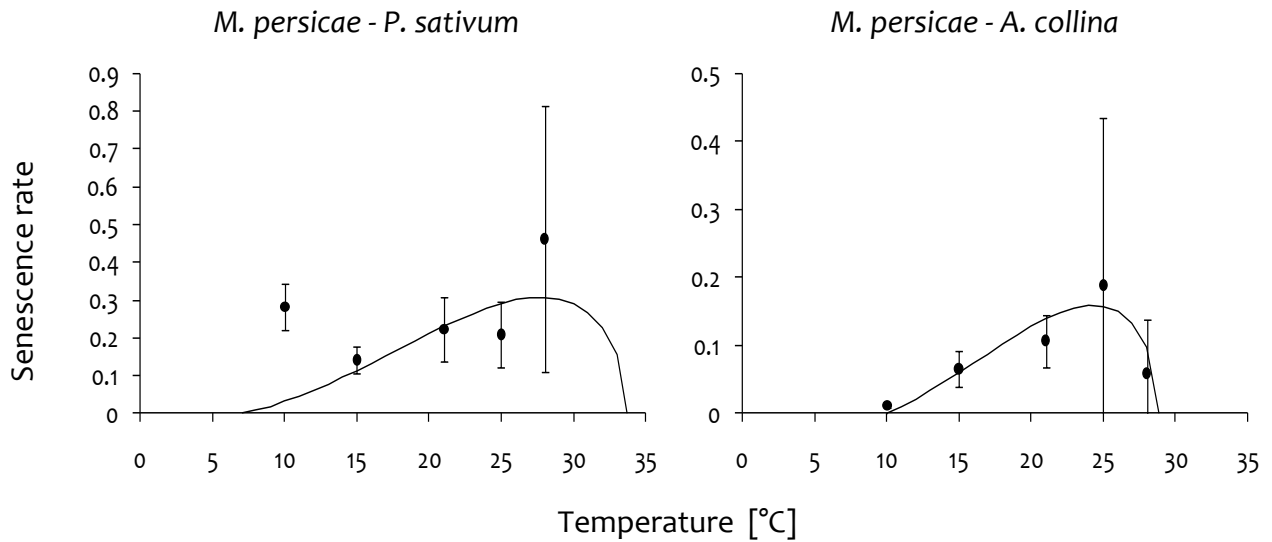 M. persicae - P. sativum
M. persicae - A. collina
Senescence rate
0.9
0.8
0.7
0.6
0.5
0.4
0.3
0.2
0.1
0
0 5 10 15 20 25 30 35
0.5
0.4
0.3
0.2
0.1
0
0 5 10 15 20 25 30 35
Temperature [°C]